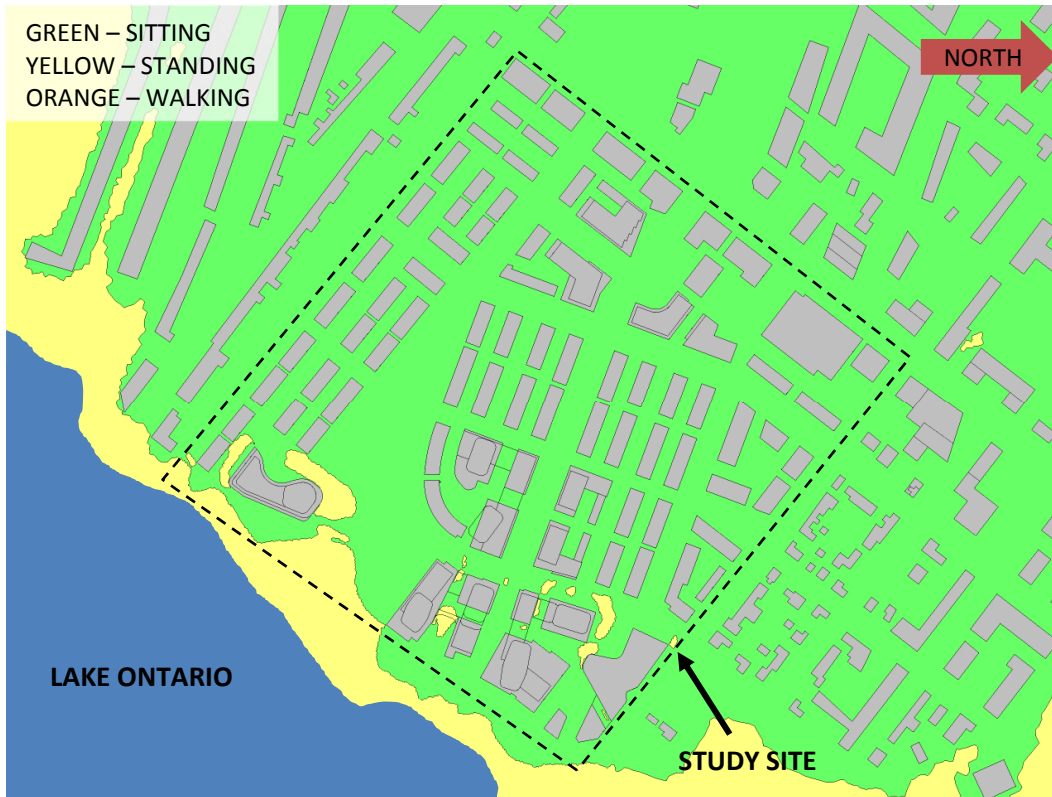 GREEN – SITTING
YELLOW – STANDING
ORANGE – WALKING
NORTH
LAKE ONTARIO
STUDY SITE